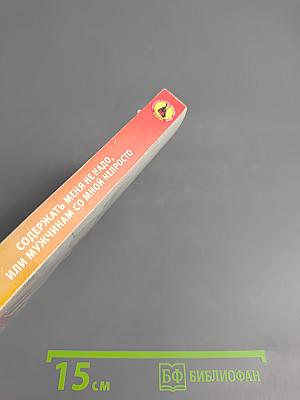 СОДЕРЖАТЬ МЕНЯ НЕ НАДО,
ИЛИ МУЖЧИНАМ СО МНОЙ НЕПРОСТО
15 см
БФ БИБЛИОФАН